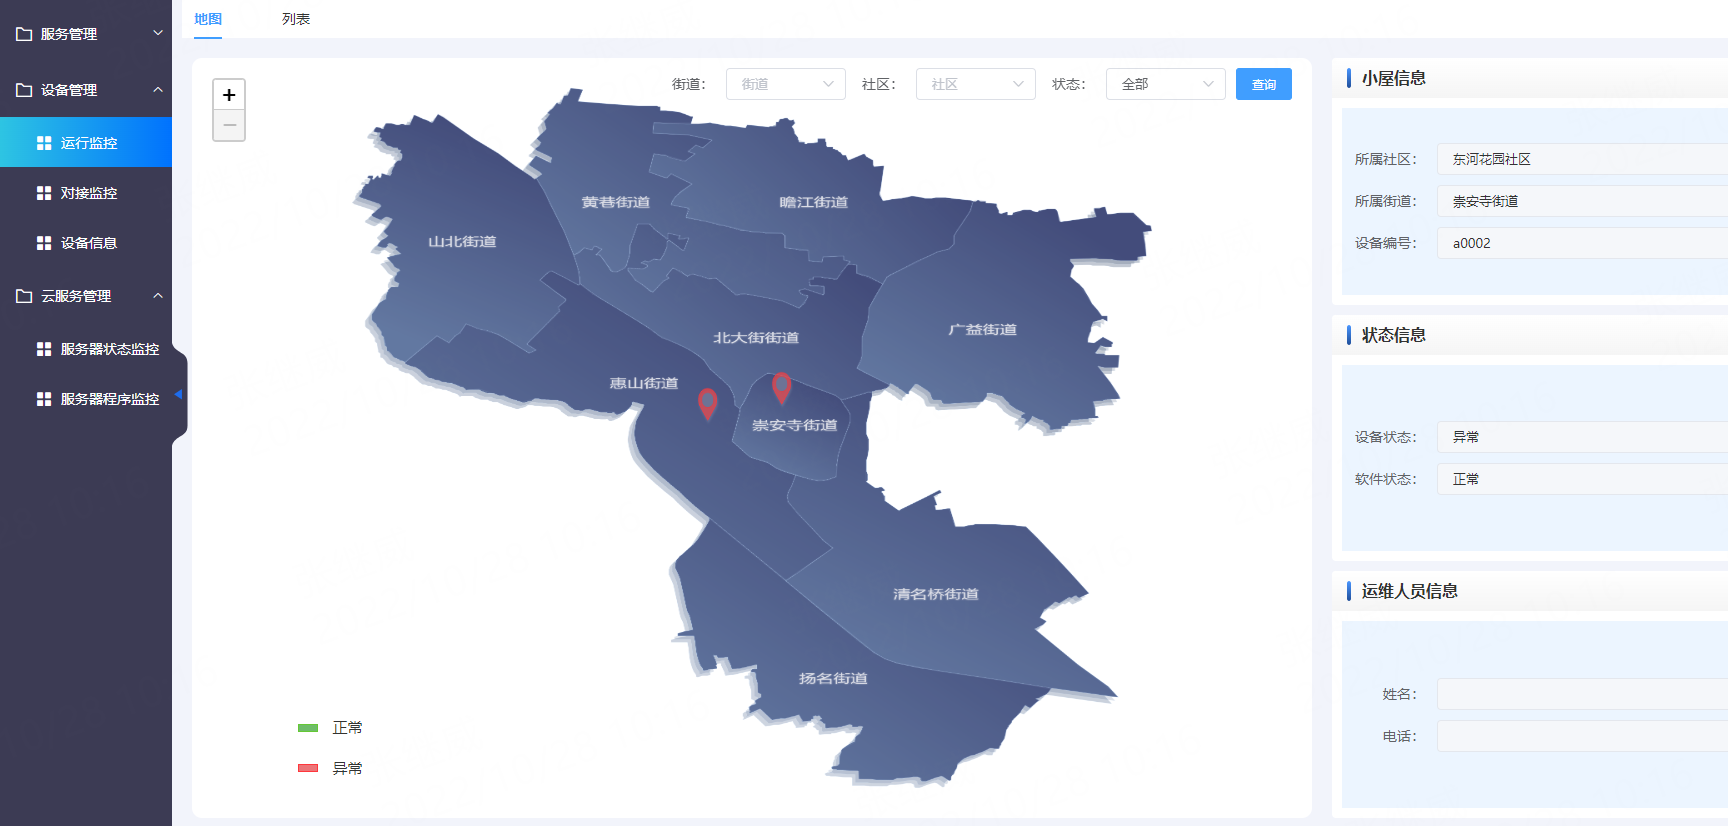 服务管理
设备管理
运行监控
对接监控
设备信息
云服务管理
服务器状态监控
服务器程序监控
地图 列表
+
−
街道： 街道 社区： 社区 状态： 全部 查询
黄巷街道
瞻江街道
山北街道
广益街道
北大街街道
惠山街道
崇安寺街道
清名桥街道
扬名街道
正常
异常
小屋信息
所属社区： 东河花园社区
所属街道： 崇安寺街道
设备编号： a0002
状态信息
设备状态： 异常
软件状态： 正常
运维人员信息
姓名：
电话：